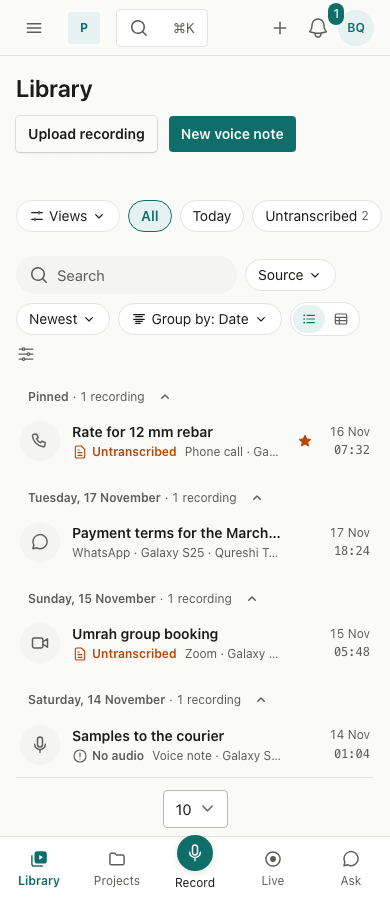 P
⌘K
1
BQ
Library
Upload recording
New voice note
Views
All
Today
Untranscribed 2
Search
Source
Newest
Group by: Date
Pinned · 1 recording
Rate for 12 mm rebar
16 Nov
Untranscribed Phone call · Ga...
07:32
Tuesday, 17 November · 1 recording
Payment terms for the March...
17 Nov
WhatsApp · Galaxy S25 · Qureshi T...
18:24
Sunday, 15 November · 1 recording
Umrah group booking
15 Nov
Untranscribed Zoom · Galaxy ...
05:48
Saturday, 14 November · 1 recording
Samples to the courier
14 Nov
No audio Voice note · Galaxy S...
01:04
10
Library
Projects
Record
Live
Ask